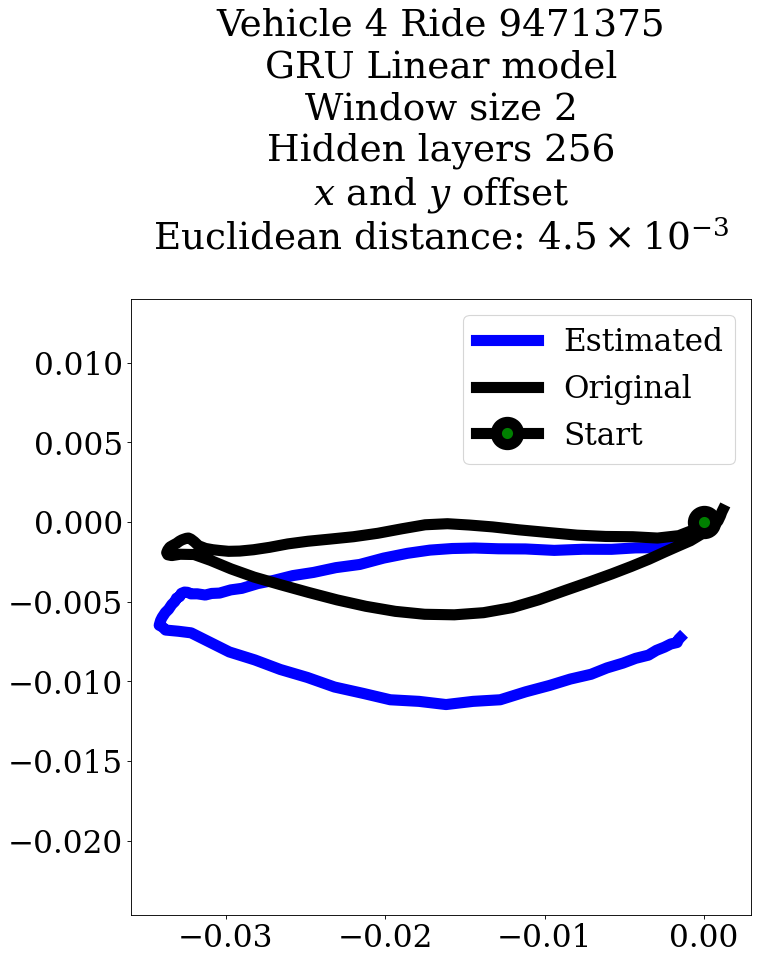 Vehicle 4 Ride 9471375
GRU Linear model
Window size 2
Hidden layers 256
x and y offset
Euclidean distance: 4.5 × 10⁻³
Estimated
Original
Start
0.010
0.005
0.000
−0.005
−0.010
−0.015
−0.020
−0.03 −0.02 −0.01 0.00